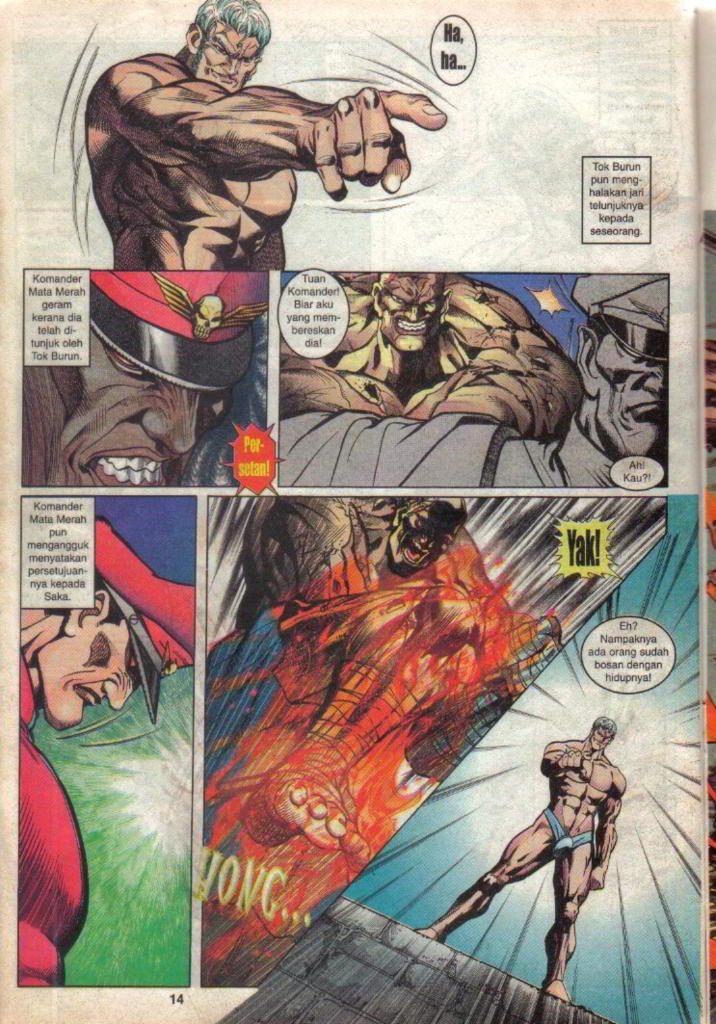 Ha,
ha...
Tok Burun
pun meng-
halakan jari
telunjuknya
kepada
seseorang.
Komander
Mata Merah
geram
kerana dia
telah di-
tunjuk oleh
Tok Burun.
Per-
setan!
Tuan
Komander!
Biar aku
yang mem-
bereskan
dia!
Ah!
Kau?!
Komander
Mata Merah
pun
mengangguk
menyatakan
persetujuan-
nya kepada
Saka.
Yak!
Eh?
Nampaknya
ada orang sudah
bosan dengan
hidupnya!
HONG...
14